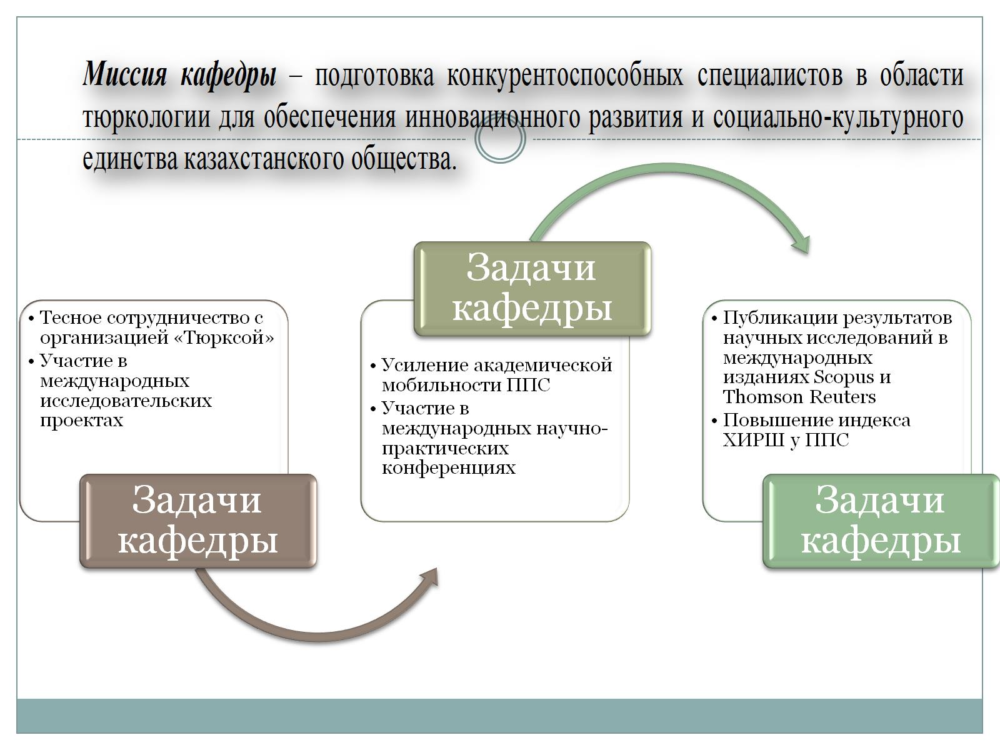 Миссия кафедры – подготовка конкурентоспособных специалистов в области
тюркологии для обеспечения инновационного развития и социально-культурного
единства казахстанского общества.
• Тесное сотрудничество с
организацией «Тюрксой»
• Участие в
международных
исследовательских
проектах
Задачи
кафедры
Задачи
кафедры
• Усиление академической
мобильности ППС
• Участие в
международных научно-
практических
конференциях
• Публикации результатов
научных исследований в
международных
изданиях Scopus и
Thomson Reuters
• Повышение индекса
ХИРШ у ППС
Задачи
кафедры